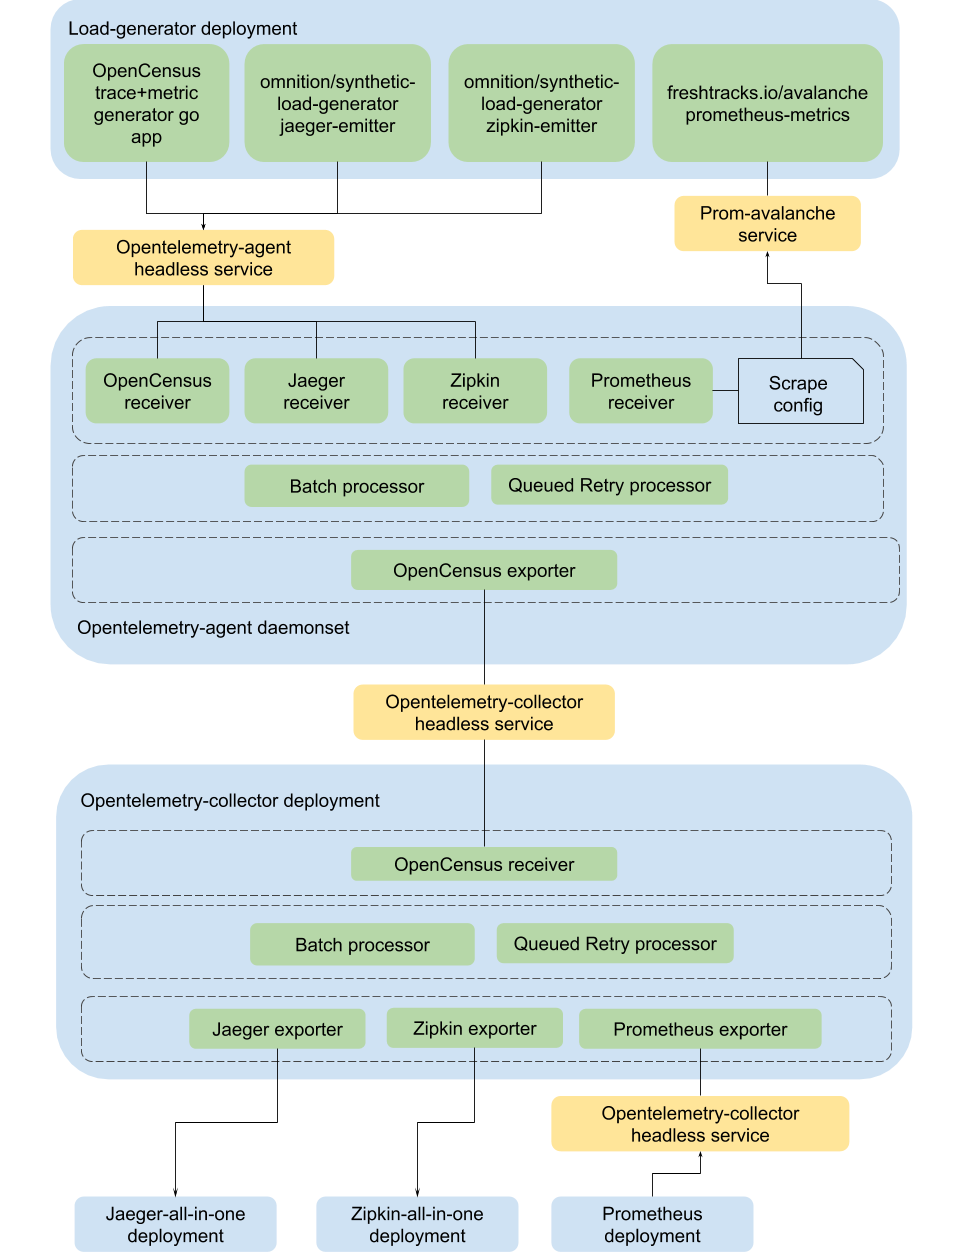 Load-generator deployment
OpenCensus
trace+metric
generator go
app
omnition/synthetic-
load-generator
jaeger-emitter
omnition/synthetic-
load-generator
zipkin-emitter
freshtracks.io/avalanche
prometheus-metrics
Prom-avalanche
service
Opentelemetry-agent
headless service
OpenCensus
receiver
Jaeger
receiver
Zipkin
receiver
Prometheus
receiver
Scrape
config
Batch processor
Queued Retry processor
OpenCensus exporter
Opentelemetry-agent daemonset
Opentelemetry-collector
headless service
Opentelemetry-collector deployment
OpenCensus receiver
Batch processor
Queued Retry processor
Jaeger exporter
Zipkin exporter
Prometheus exporter
Opentelemetry-collector
headless service
Jaeger-all-in-one
deployment
Zipkin-all-in-one
deployment
Prometheus
deployment